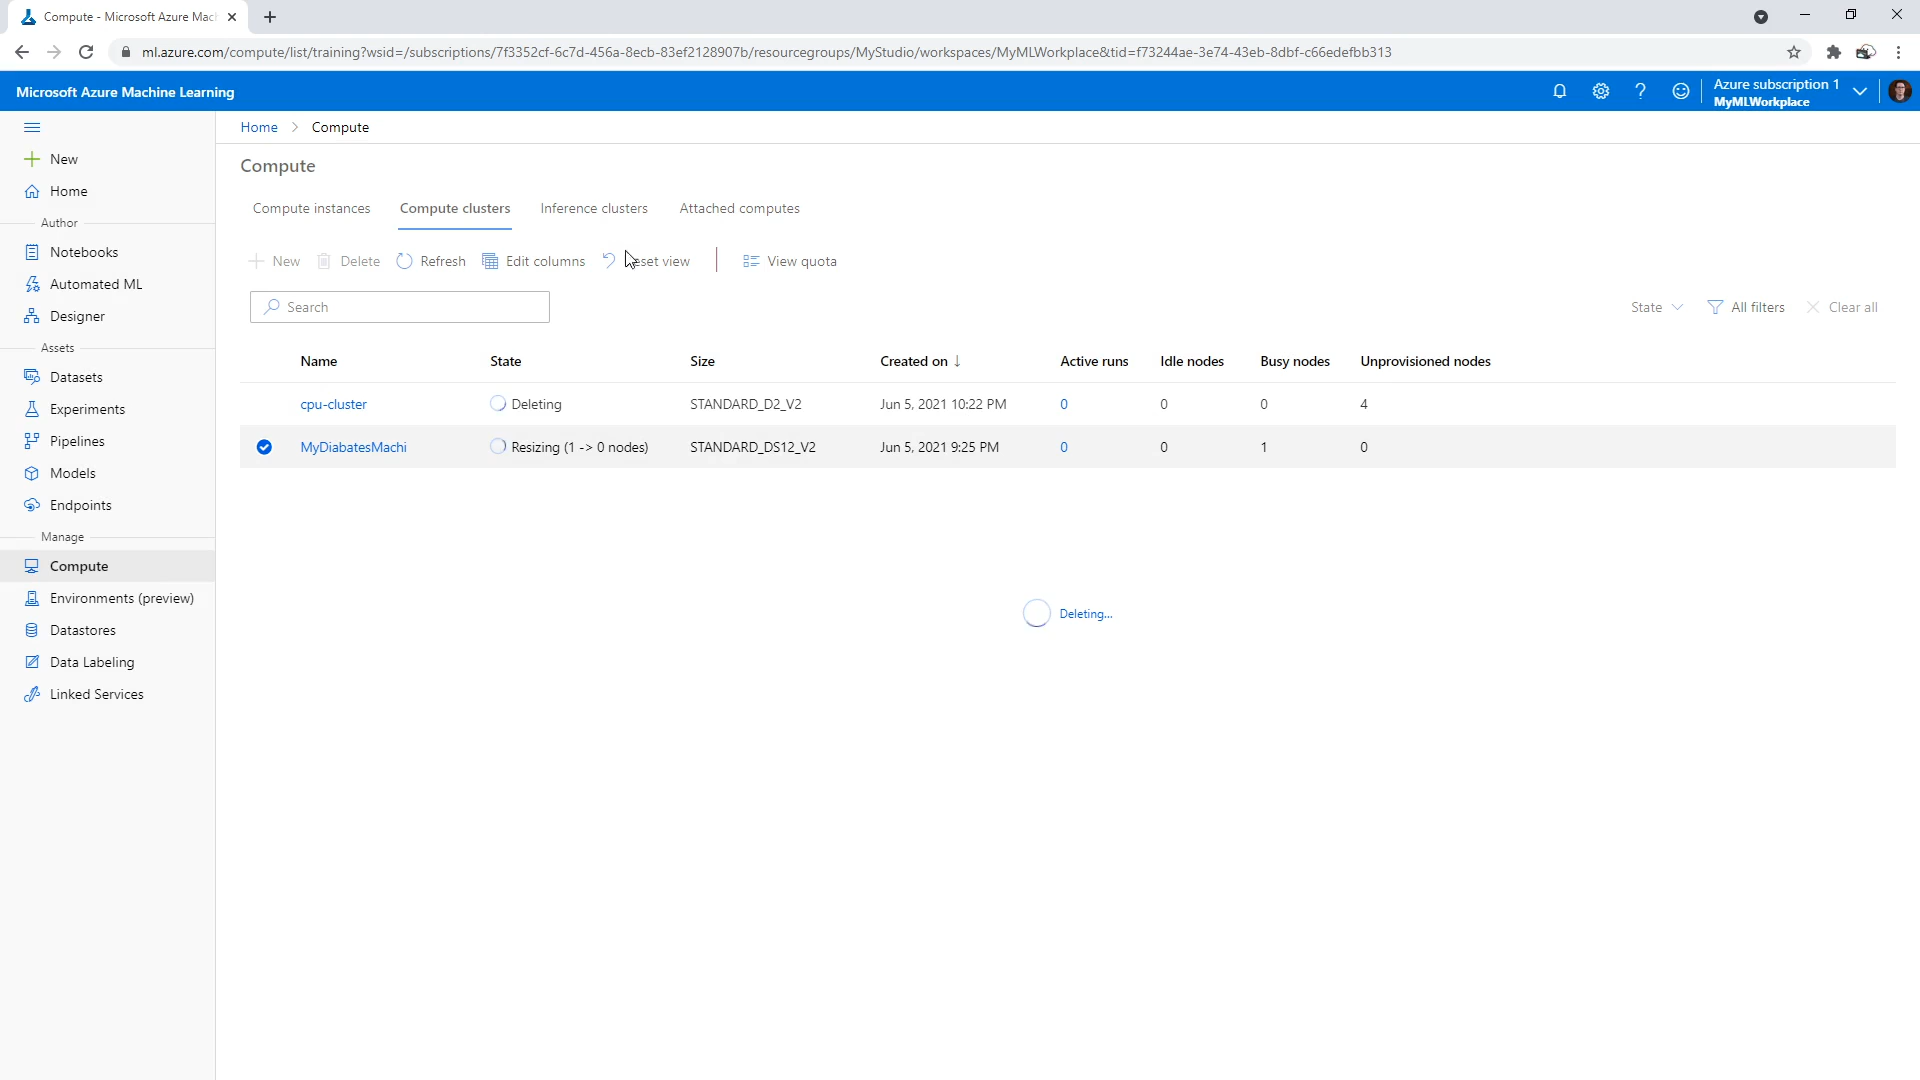 Compute - Microsoft Azure Mac
ml.azure.com/compute/list/training?wsid=/subscriptions/7f3352cf-6c7d-456a-8ecb-83ef2128907b/resourcegroups/MyStudio/workspaces/MyMLWorkplace&tid=f73244ae-3e74-43eb-8dbf-c66edefbb313
Microsoft Azure Machine Learning
Azure subscription 1
MyMLWorkplace
Home > Compute
New
Home
Author
Notebooks
Automated ML
Designer
Assets
Datasets
Experiments
Pipelines
Models
Endpoints
Manage
Compute
Environments (preview)
Datastores
Data Labeling
Linked Services
Compute
Compute instances Compute clusters Inference clusters Attached computes
New Delete Refresh Edit columns set view View quota
Search State All filters Clear all
Name State Size Created on ↓ Active runs Idle nodes Busy nodes Unprovisioned nodes
cpu-cluster Deleting STANDARD_D2_V2 Jun 5, 2021 10:22 PM 0 0 0 4
MyDiabatesMachi Resizing (1 -> 0 nodes) STANDARD_DS12_V2 Jun 5, 2021 9:25 PM 0 0 1 0
Deleting...